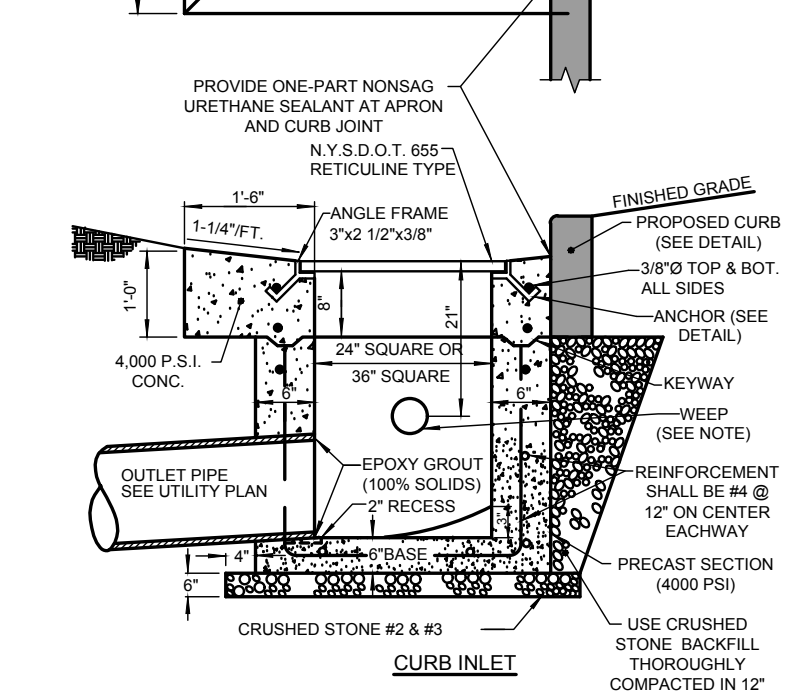 PROVIDE ONE-PART NONSAG
URETHANE SEALANT AT APRON
AND CURB JOINT
N.Y.S.D.O.T. 655
RETICULINE TYPE
1'-6"
1-1/4"/FT.
ANGLE FRAME
3"x2 1/2"x3/8"
FINISHED GRADE
PROPOSED CURB
(SEE DETAIL)
3/8"Ø TOP & BOT.
ALL SIDES
ANCHOR (SEE
DETAIL)
1'-0"
8"
21"
4,000 P.S.I.
CONC.
24" SQUARE OR
36" SQUARE
KEYWAY
6"
6"
WEEP
(SEE NOTE)
OUTLET PIPE
SEE UTILITY PLAN
EPOXY GROUT
(100% SOLIDS)
2" RECESS
3"
REINFORCEMENT
SHALL BE #4 @
12" ON CENTER
EACHWAY
4"
6"BASE
PRECAST SECTION
(4000 PSI)
6"
CRUSHED STONE #2 & #3
USE CRUSHED
STONE BACKFILL
THOROUGHLY
COMPACTED IN 12"
CURB INLET